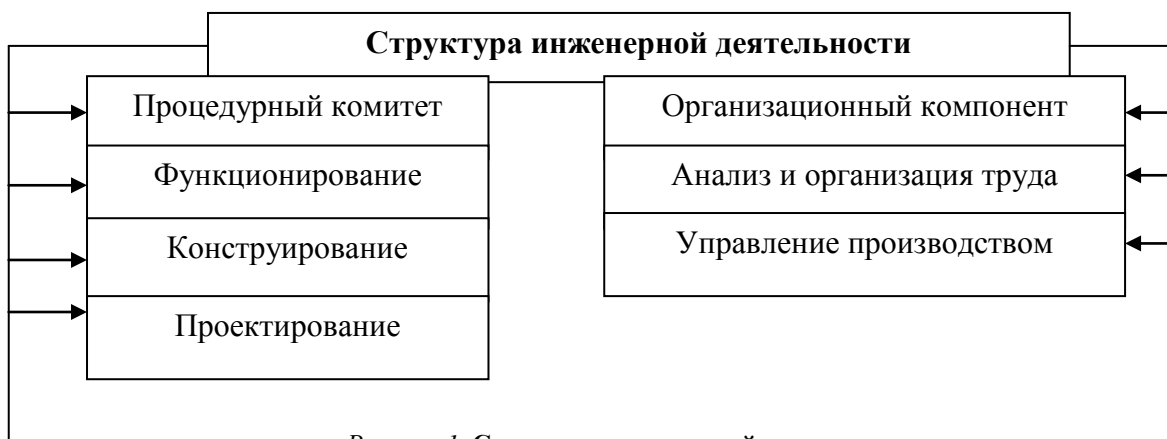 Структура инженерной деятельности
Процедурный комитет
Функционирование
Конструирование
Проектирование
Организационный компонент
Анализ и организация труда
Управление производством